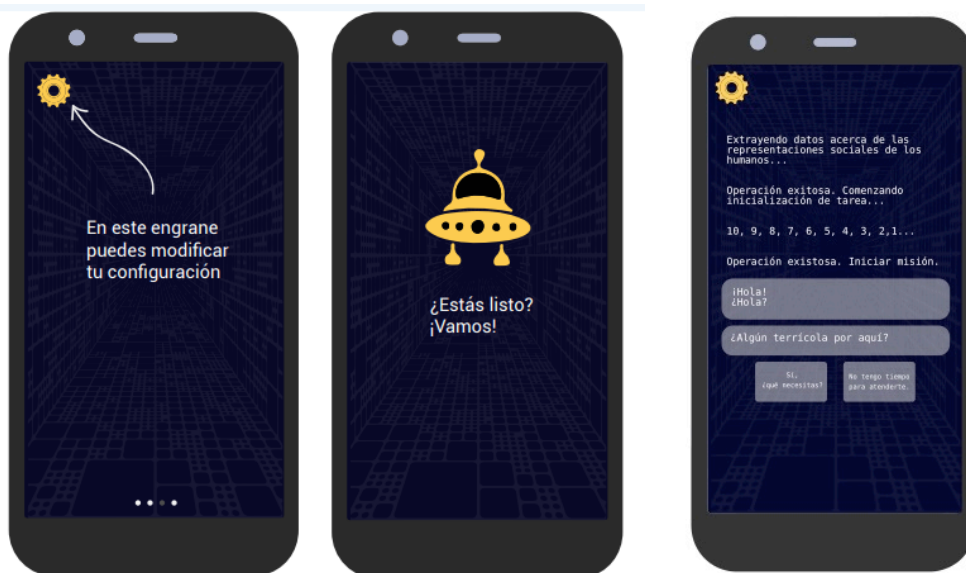 En este engrane
puedes modificar
tu configuración
¿Estás listo?
¡Vamos!
Extrayendo datos acerca de las
representaciones sociales de los
humanos...
Operación exitosa. Comenzando
inicialización de tarea...
10, 9, 8, 7, 6, 5, 4, 3, 2,1...
Operación existosa. Iniciar misión.
¡Hola!
¿Hola?
¿Algún terrícola por aquí?
Sí,
¿qué necesitas?
No tengo tiempo
para atenderte.